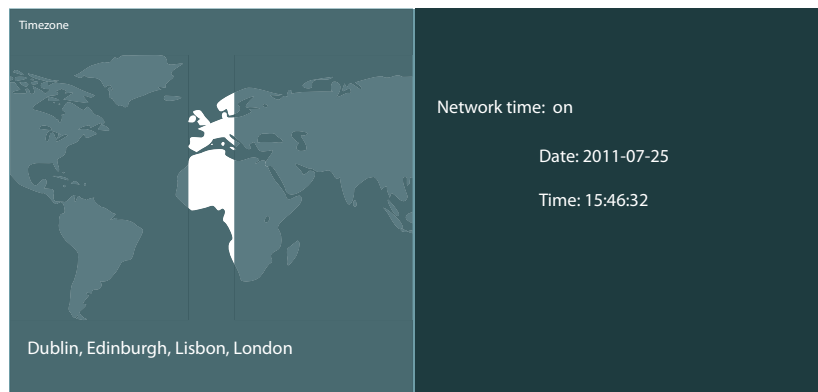 Timezone
Dublin, Edinburgh, Lisbon, London
Network time: on
Date: 2011-07-25
Time: 15:46:32